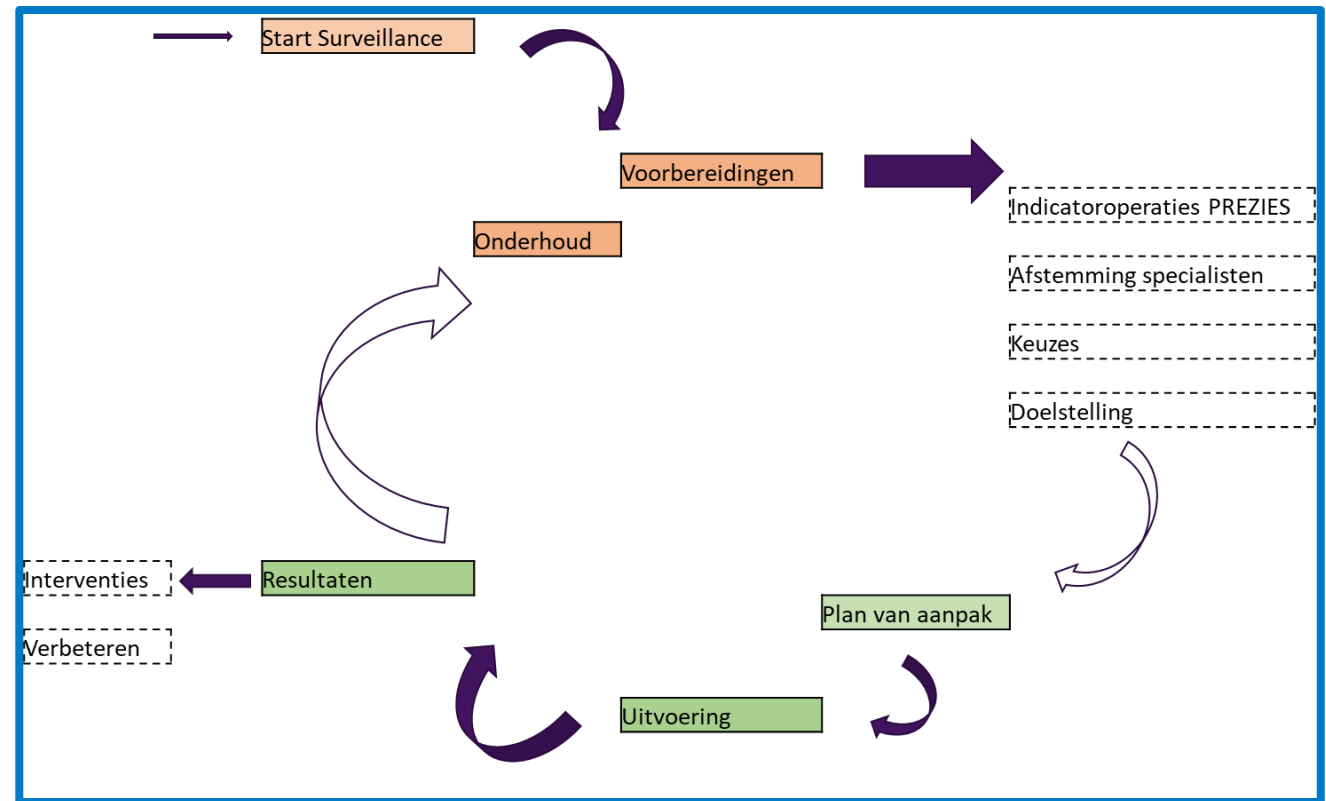 Start Surveillance
Voorbereidingen
Indicatoroperaties PREZIES
Onderhoud
Afstemming specialisten
Keuzes
Doelstelling
Interventies
Resultaten
Plan van aanpak
Verbeteren
Uitvoering